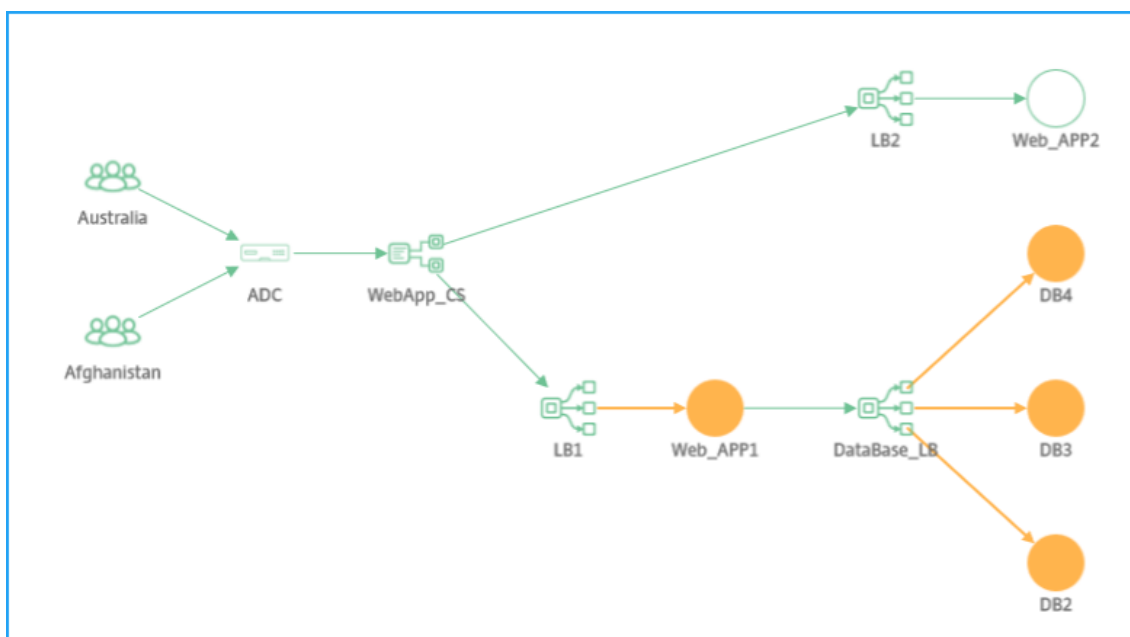 LB2
Web_APP2
Australia
ADC
WebApp_CS
DB4
Afghanistan
LB1
Web_APP1
DataBase_LB
DB3
DB2